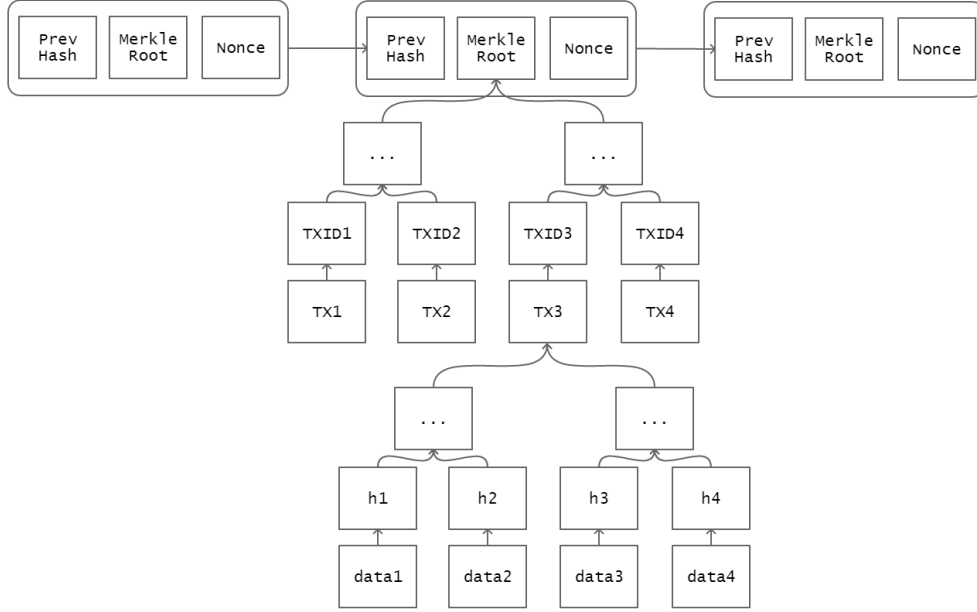 Prev
Hash
Merkle
Root
Nonce
Prev
Hash
Merkle
Root
Nonce
Prev
Hash
Merkle
Root
Nonce
...
...
TXID1
TXID2
TXID3
TXID4
TX1
TX2
TX3
TX4
...
...
h1
h2
h3
h4
data1
data2
data3
data4